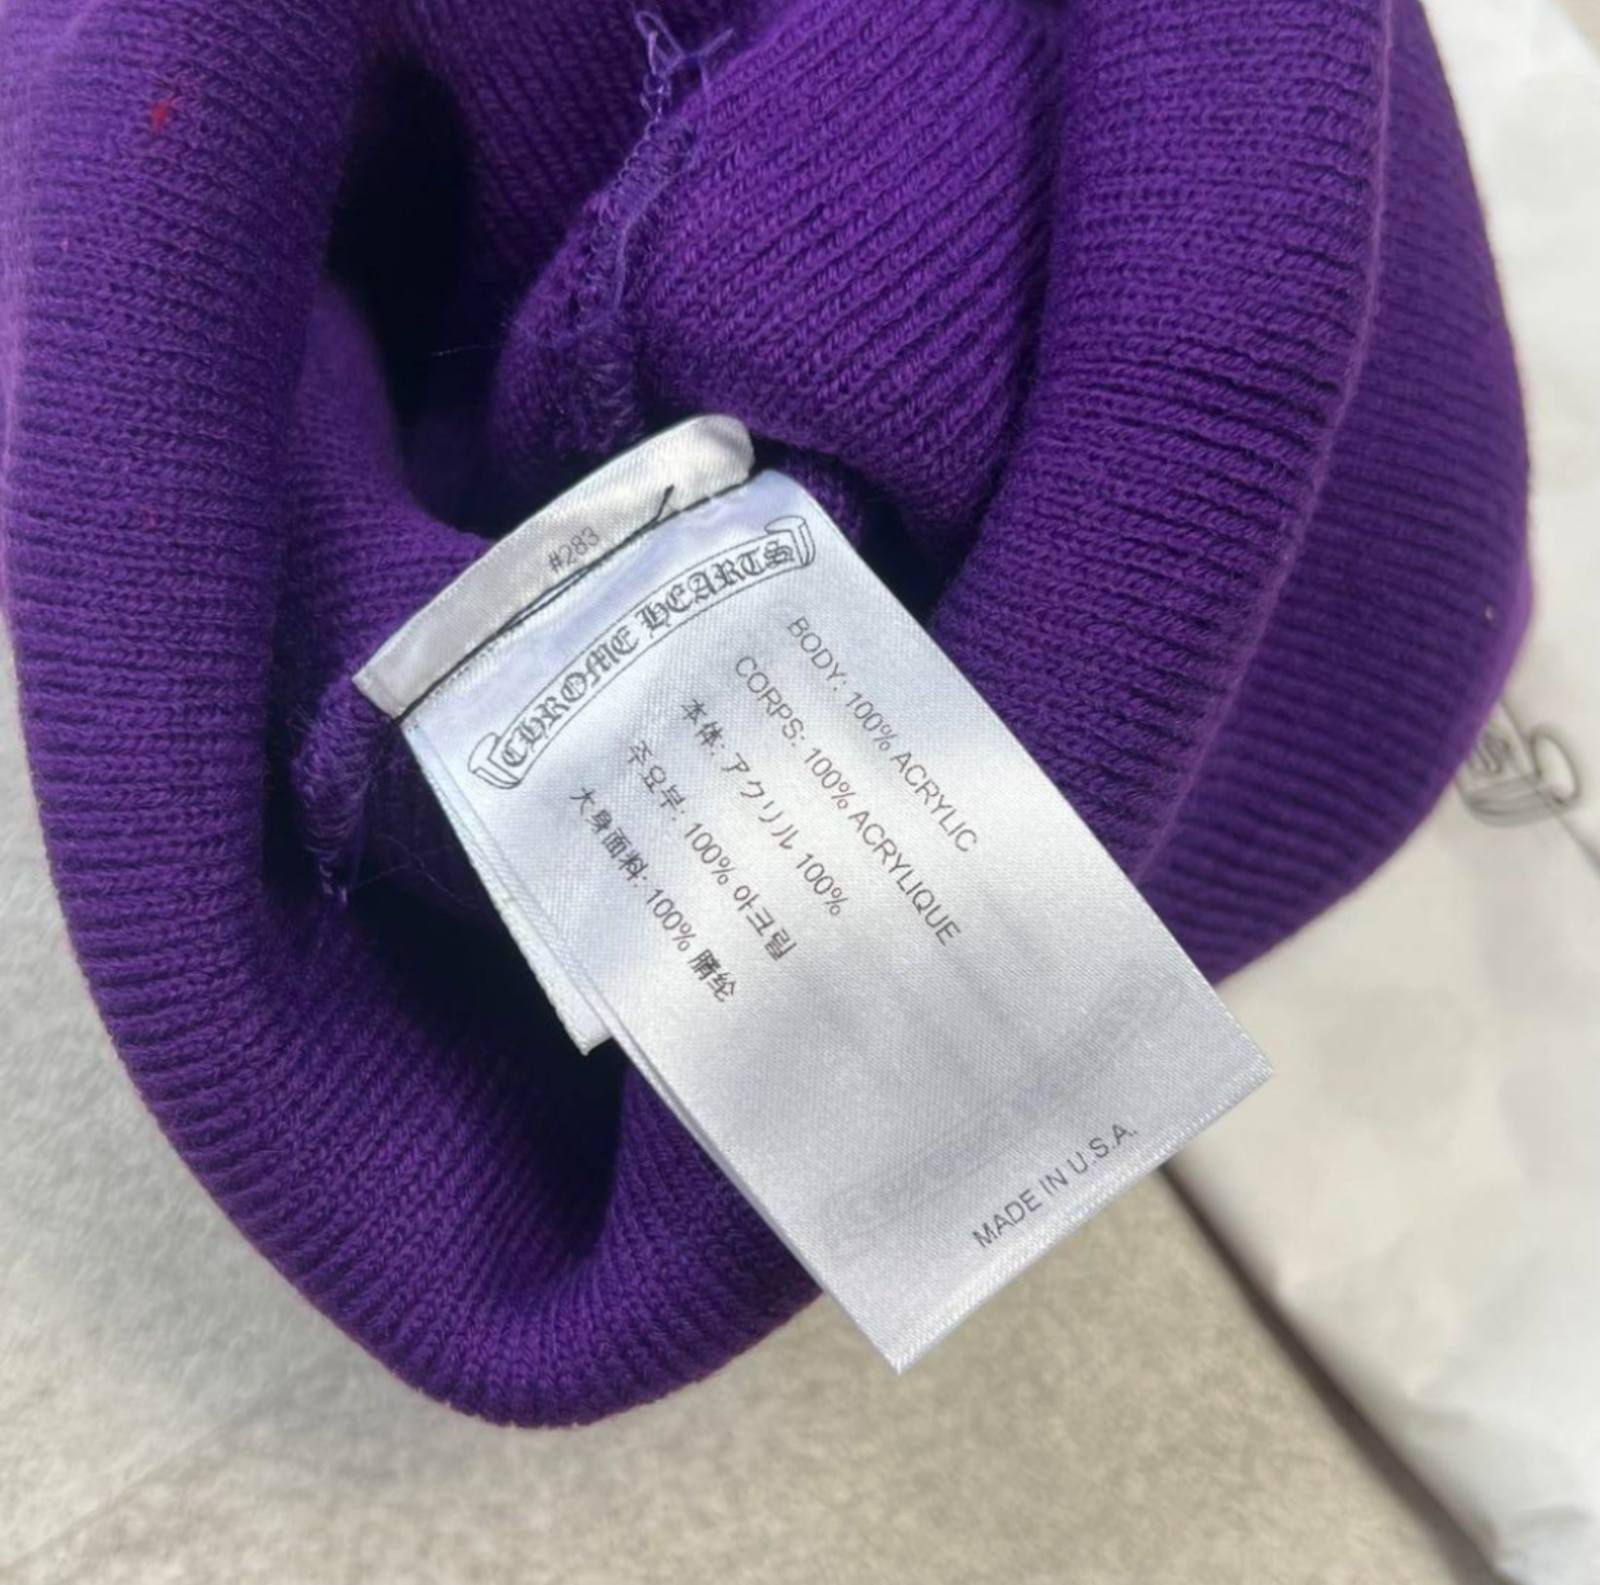 #283
CHROME HEARTS
BODY: 100% ACRYLIC
CORPS: 100% ACRYLIQUE
本体: アクリル 100%
주요부: 100% 아크릴
大身面料: 100% 腈纶
MADE IN U.S.A.